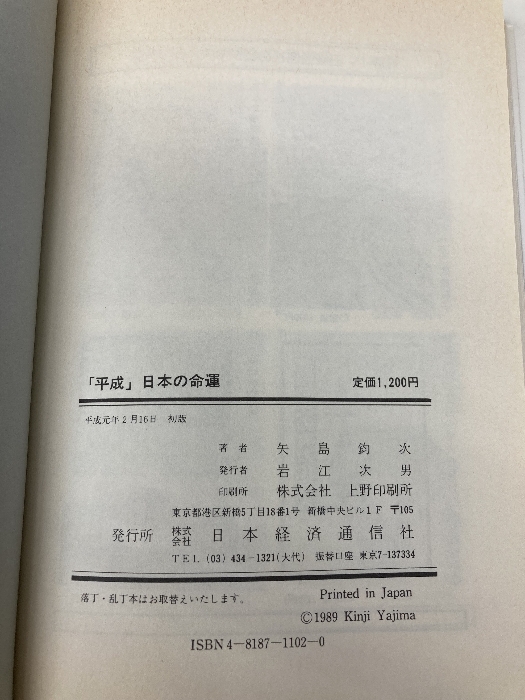 「平成」日本の命運　定価1,200円
平成元年2月16日　初版
著者　矢島鈞次
発行者　岩江次男
印刷所　株式会社　上野印刷所
東京都港区新橋5丁目18番1号　新橋中央ビル1F　〒105
発行所　株式会社　日本経済通信社
TEL (03) 434−1321(大代)　振替口座　東京7-137334
落丁・乱丁本はお取替えいたします。　Printed in Japan
©1989 Kinji Yajima
ISBN4−8187−1102−0